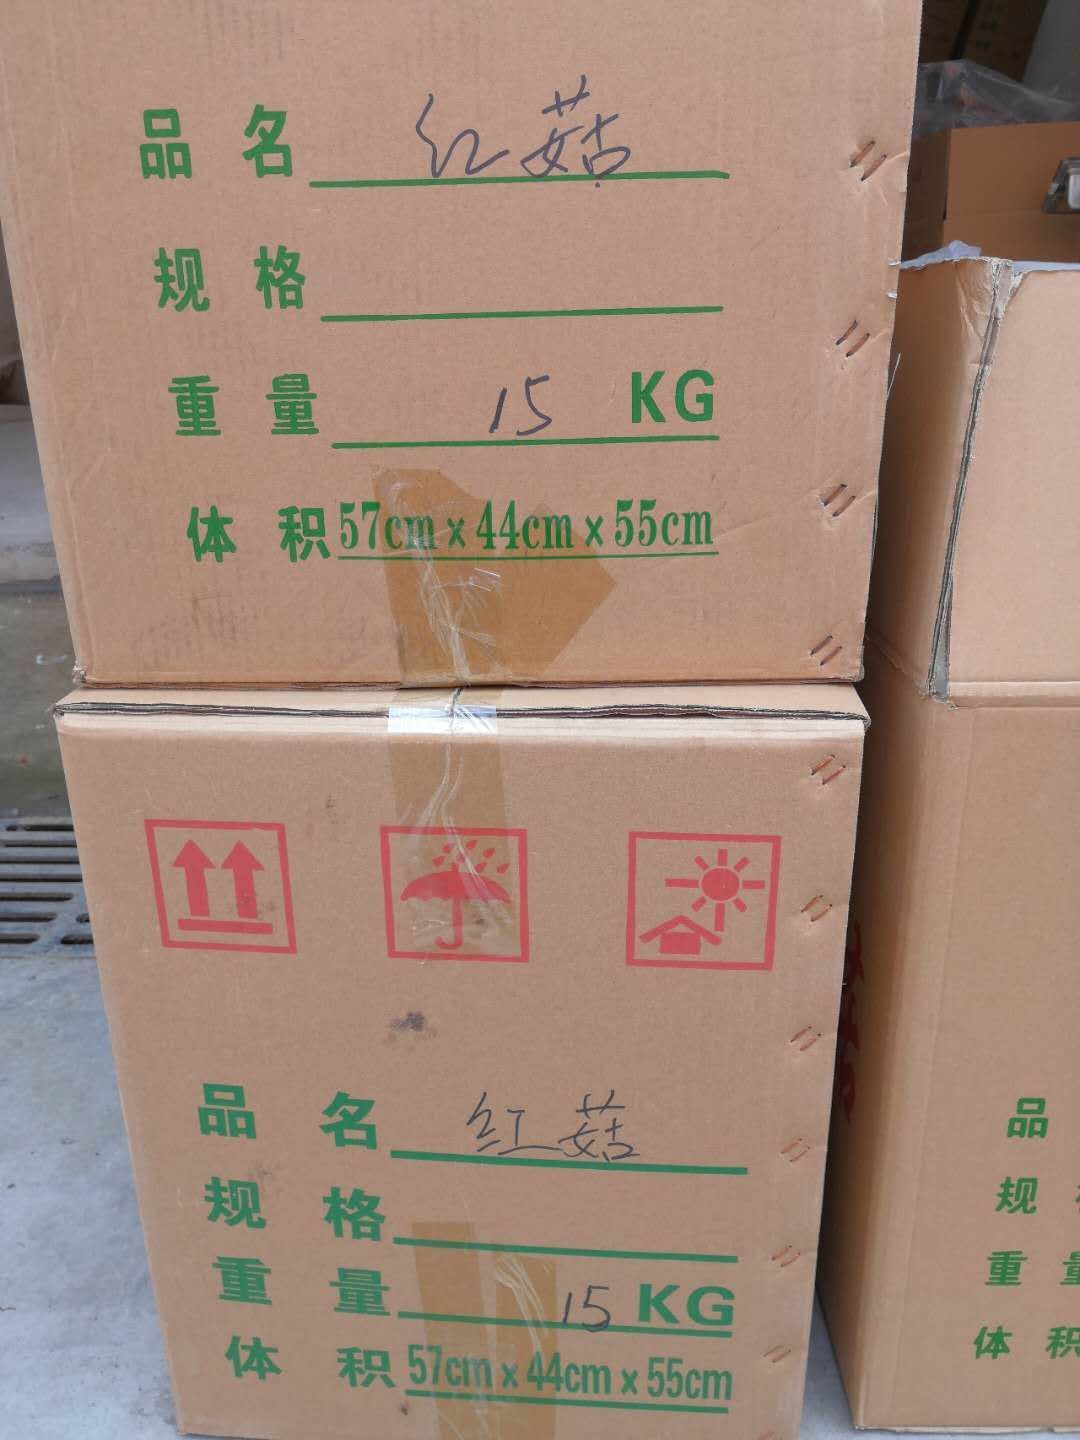 品名 红菇
规格
重量 15 KG
体积 57cm x 44cm x 55cm
品名 红菇
规格
重量 15 KG
体积 57cm x 44cm x 55cm
品
规
重量
体积